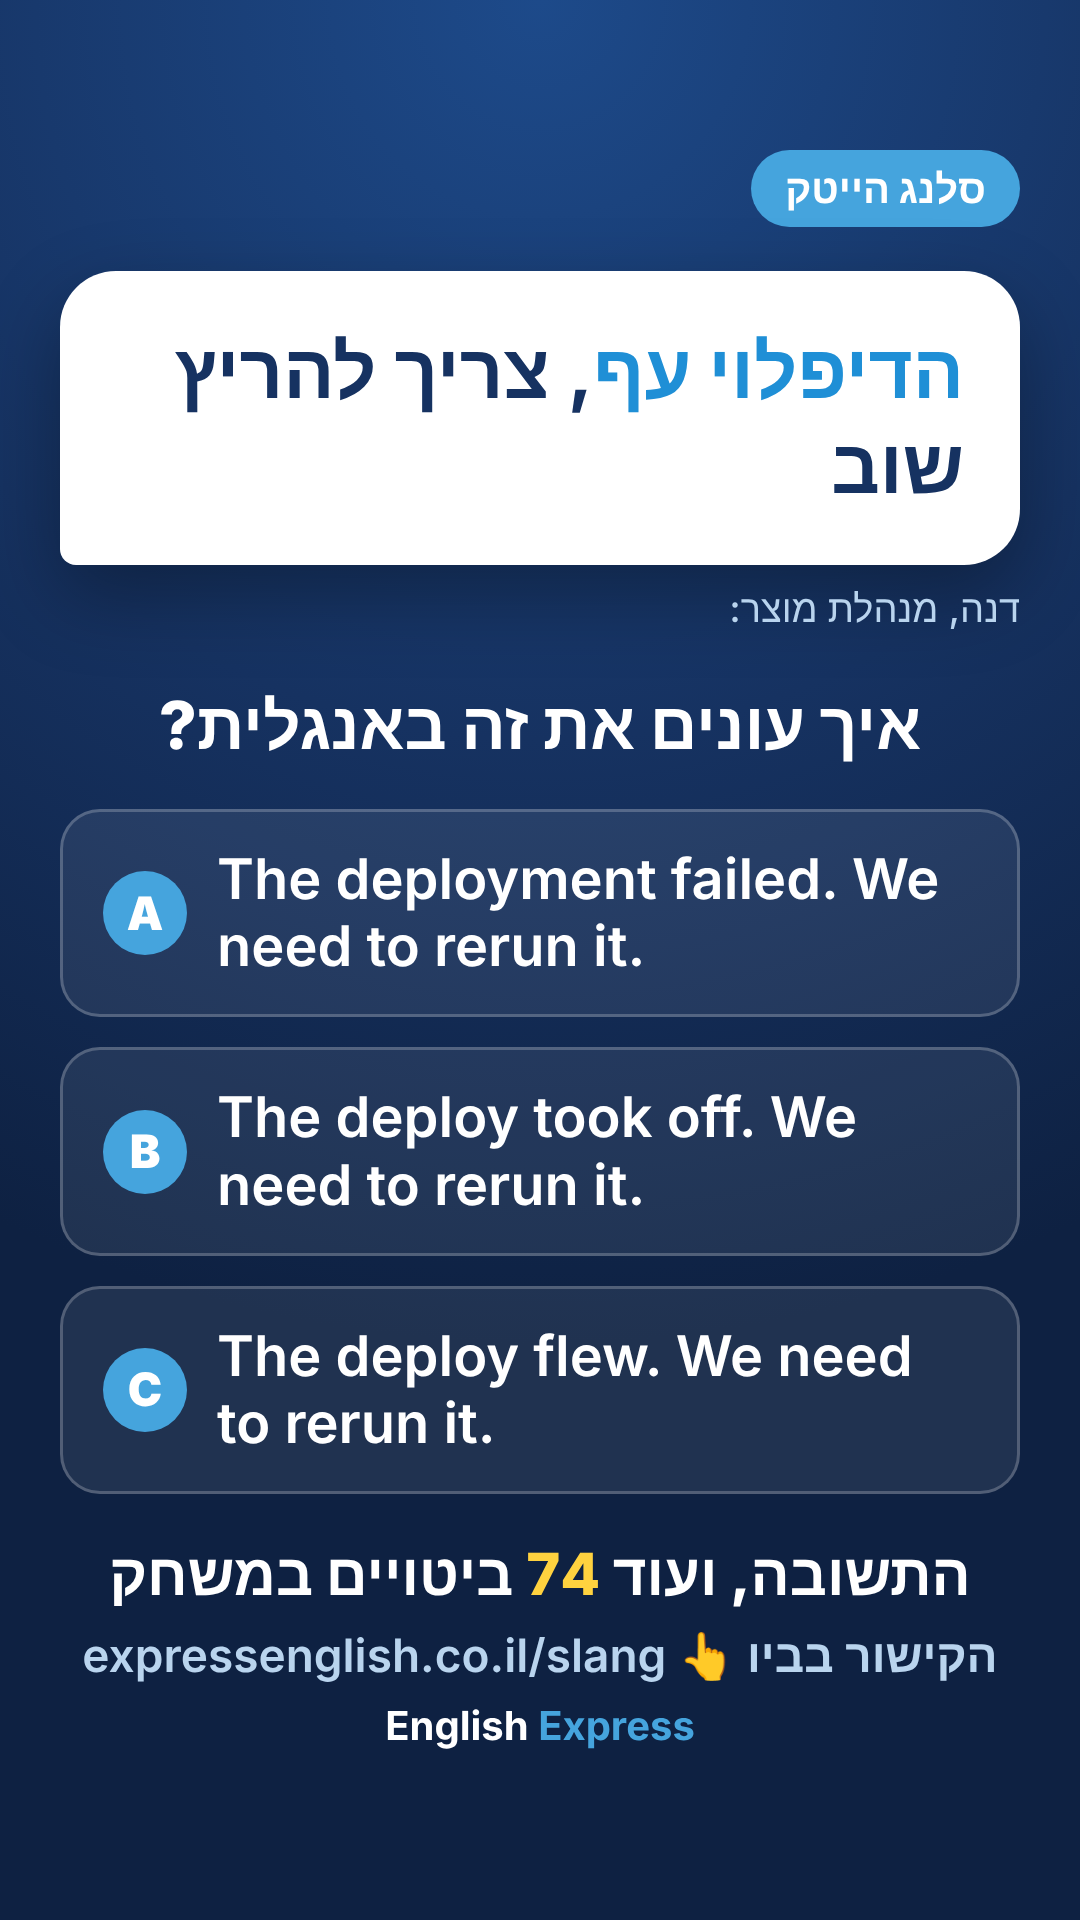 סלנג הייטק
הדיפלוי עף, צריך להריץ
שוב
דנה, מנהלת מוצר:
איך עונים את זה באנגלית?
A
The deployment failed. We
need to rerun it.
B
The deploy took off. We
need to rerun it.
C
The deploy flew. We need
to rerun it.
התשובה, ועוד 74 ביטויים במשחק
הקישור בביו 👆 expressenglish.co.il/slang
English Express